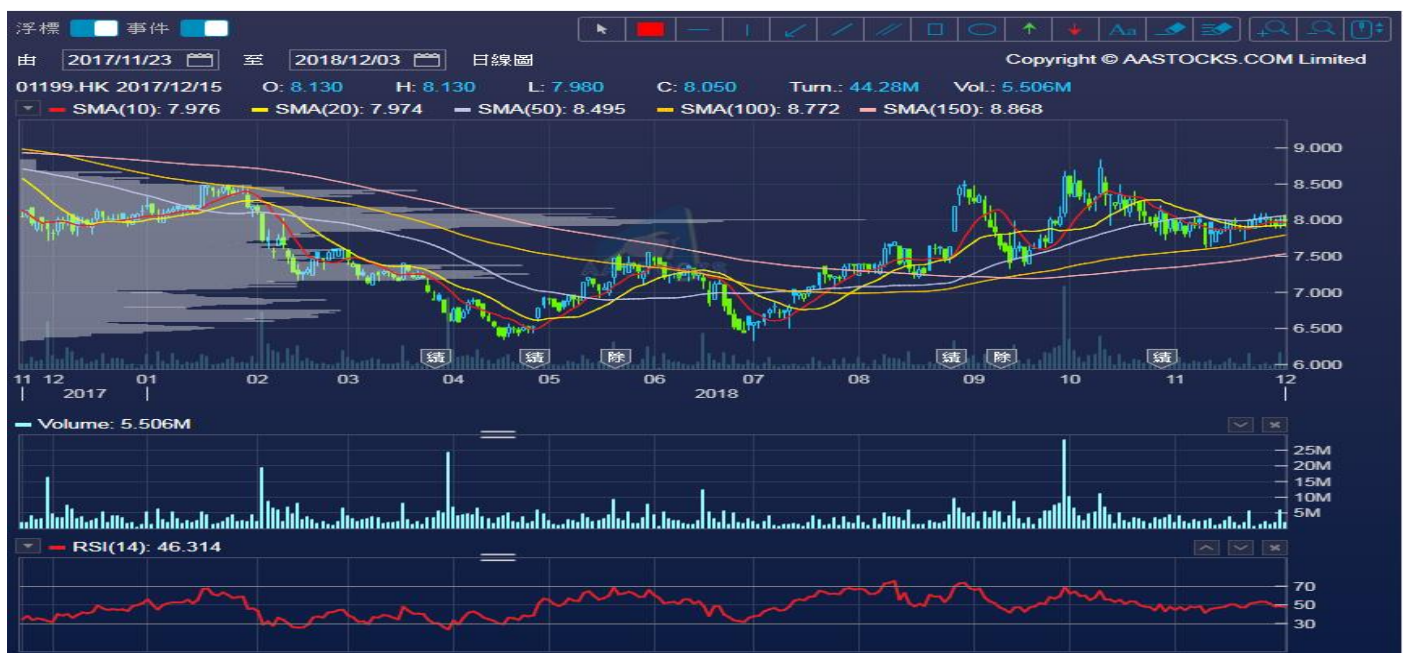 浮標 事件
Aa
由 2017/11/23 至 2018/12/03 日線圖 Copyright © AASTOCKS.COM Limited
01199.HK 2017/12/15 O: 8.130 H: 8.130 L: 7.980 C: 8.050 Turn.: 44.28M Vol.: 5.506M
SMA(10): 7.976 SMA(20): 7.974 SMA(50): 8.495 SMA(100): 8.772 SMA(150): 8.868
9.000
8.500
8.000
7.500
7.000
6.500
績 績 除 績 除 績
6.000
11 12 01 02 03 04 05 06 07 08 09 10 11 12
2017 2018
Volume: 5.506M
25M
20M
15M
10M
5M
RSI(14): 46.314
70
50
30